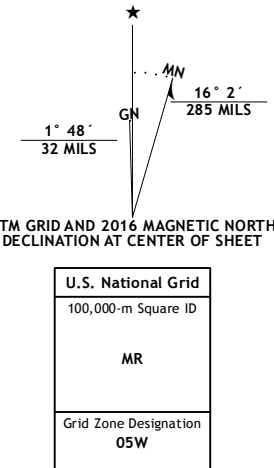 ★
MN
GN
16° 2´
285 MILS
1° 48´
32 MILS
TM GRID AND 2016 MAGNETIC NORTH
DECLINATION AT CENTER OF SHEET
U.S. National Grid
100,000-m Square ID
MR
Grid Zone Designation
05W